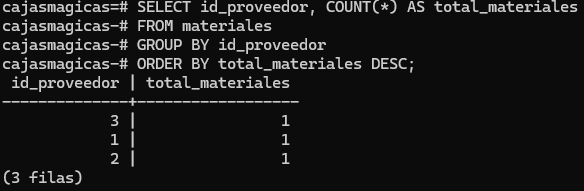 cajasmagicas=# SELECT id_proveedor, COUNT(*) AS total_materiales
cajasmagicas-# FROM materiales
cajasmagicas-# GROUP BY id_proveedor
cajasmagicas-# ORDER BY total_materiales DESC;
 id_proveedor | total_materiales
--------------+------------------
            3 |                1
            1 |                1
            2 |                1
(3 filas)